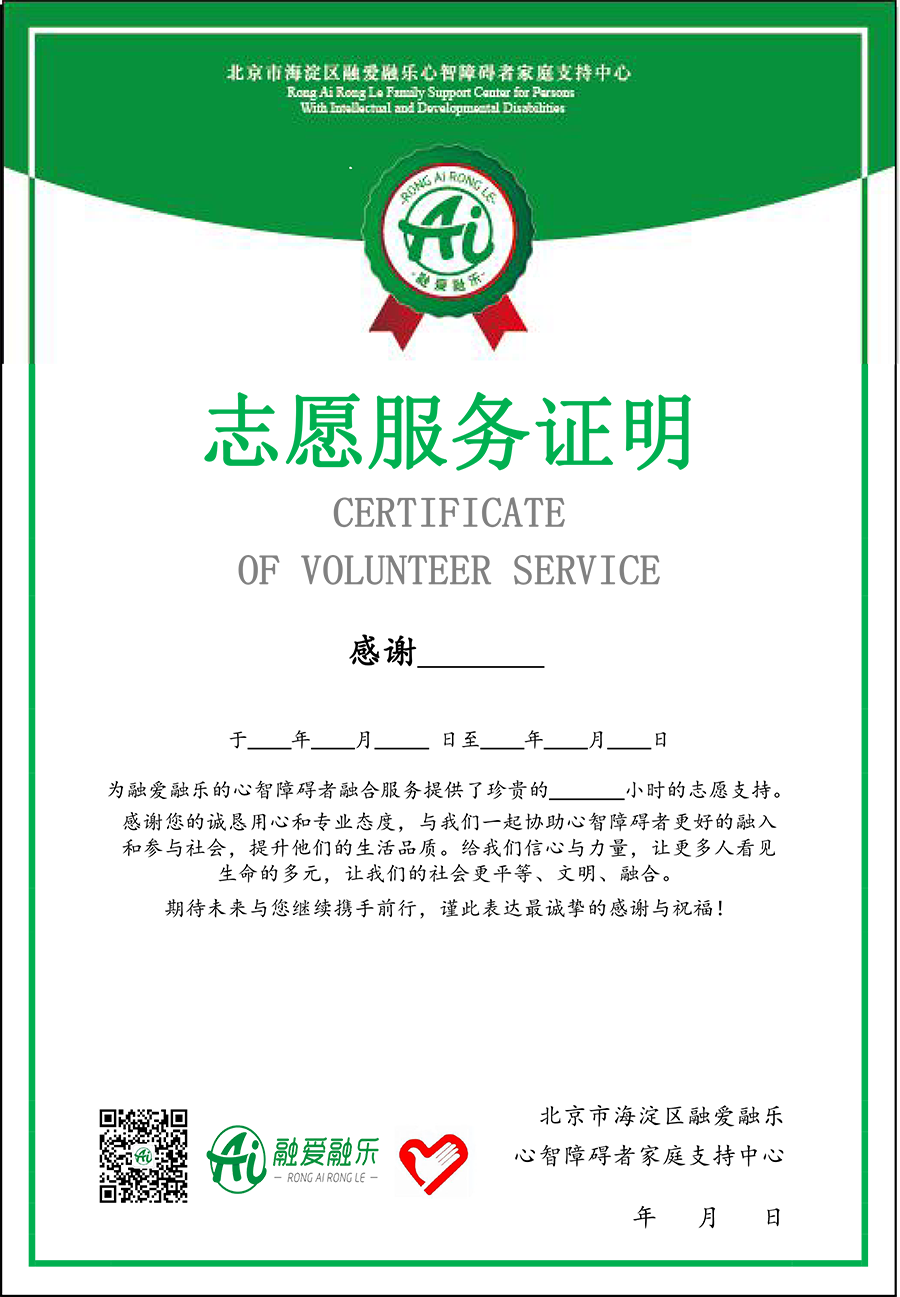 北京市海淀区融爱融乐心智障碍者家庭支持中心
Rong Ai Rong Le Family Support Center for Persons
With Intellectual and Developmental Disabilities
·RONG AI RONG LE·
Ai
·融爱融乐·
志愿服务证明
CERTIFICATE
OF VOLUNTEER SERVICE
感谢________
于____年____月_____ 日至____年____月____日
为融爱融乐的心智障碍者融合服务提供了珍贵的_______小时的志愿支持。
感谢您的诚恳用心和专业态度，与我们一起协助心智障碍者更好的融入
和参与社会，提升他们的生活品质。给我们信心与力量，让更多人看见
生命的多元，让我们的社会更平等、文明、融合。
期待未来与您继续携手前行，谨此表达最诚挚的感谢与祝福！
Ai
Ai 融爱融乐
— RONG AI RONG LE —
北京市海淀区融爱融乐
心智障碍者家庭支持中心
年 月 日